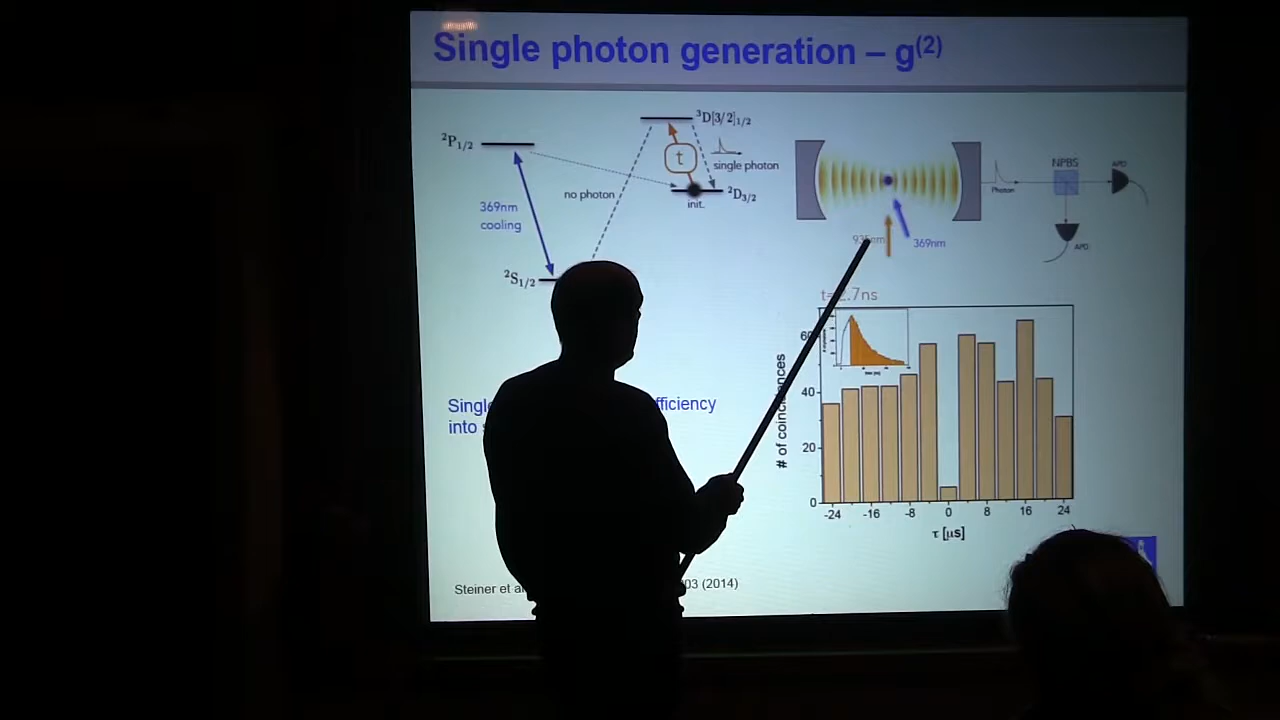 Single photon generation – g⁽²⁾
²P₁/₂
³D[3/2]₁/₂
t
single photon
no photon
²D₃/₂
init.
369nm
cooling
²S₁/₂
NPBS
APD
Photon
APD
369nm
t=2.7ns
# of coincidences
60
40
20
0
-24 -16 -8 0 8 16 24
τ [µs]
into
Steiner et 03 (2014)